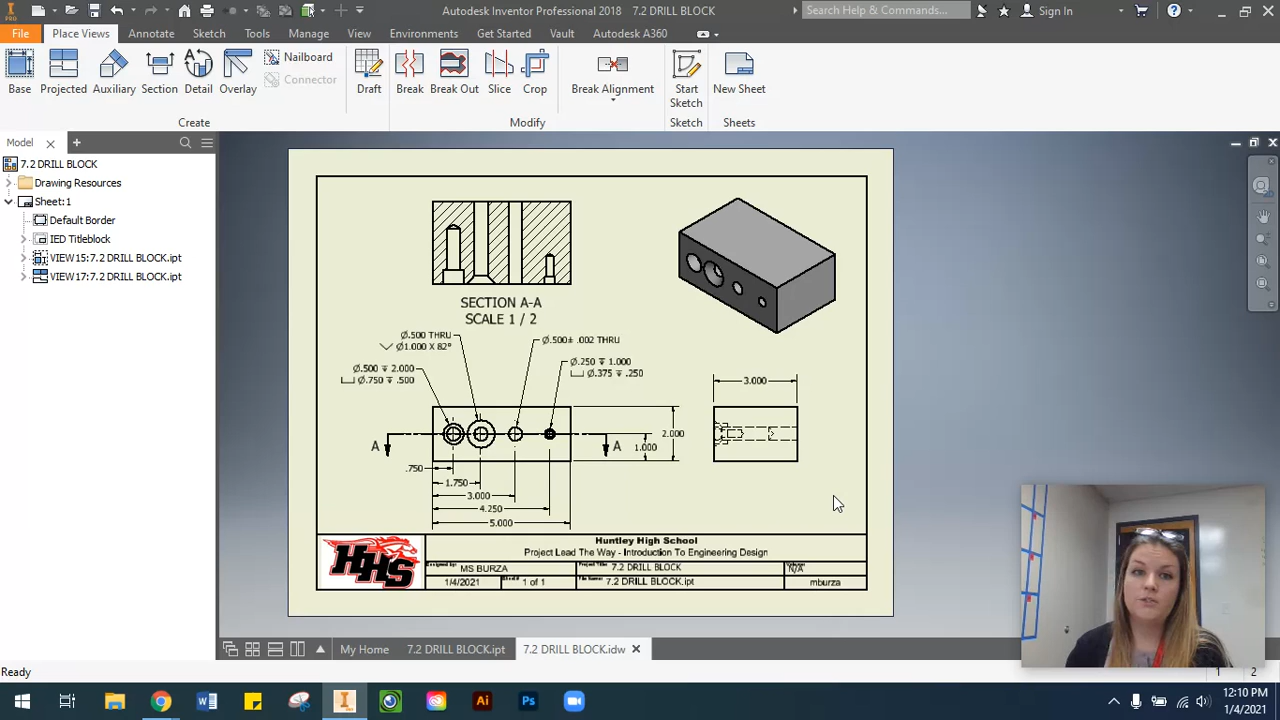 PRO
Autodesk Inventor Professional 2018 7.2 DRILL BLOCK
Search Help & Commands...
Sign In
File Place Views Annotate Sketch Tools Manage View Environments Get Started Vault Autodesk A360
Base Projected Auxiliary Section Detail Overlay
Nailboard
Connector
Draft Break Break Out Slice Crop Break Alignment
Start Sketch
New Sheet
Create Modify Sketch Sheets
Model
7.2 DRILL BLOCK
Drawing Resources
Sheet:1
Default Border
IED Titleblock
VIEW15:7.2 DRILL BLOCK.ipt
VIEW17:7.2 DRILL BLOCK.ipt
SECTION A-A
SCALE 1 / 2
Ø.500 THRU
⌵ Ø1.000 X 82°
Ø.500 ↧ 2.000
⌴ Ø.750 ↧ .500
Ø.500± .002 THRU
Ø.250 ↧ 1.000
⌴ Ø.375 ↧ .250
3.000
A A
2.000
1.000
.750
1.750
3.000
4.250
5.000
HHS
Huntley High School
Project Lead The Way - Introduction To Engineering Design
MS BURZA
Project Title: 7.2 DRILL BLOCK
N/A
1/4/2021
1 of 1
File Name: 7.2 DRILL BLOCK.ipt
mburza
My Home 7.2 DRILL BLOCK.ipt 7.2 DRILL BLOCK.idw
Ready
1 2
12:10 PM
1/4/2021